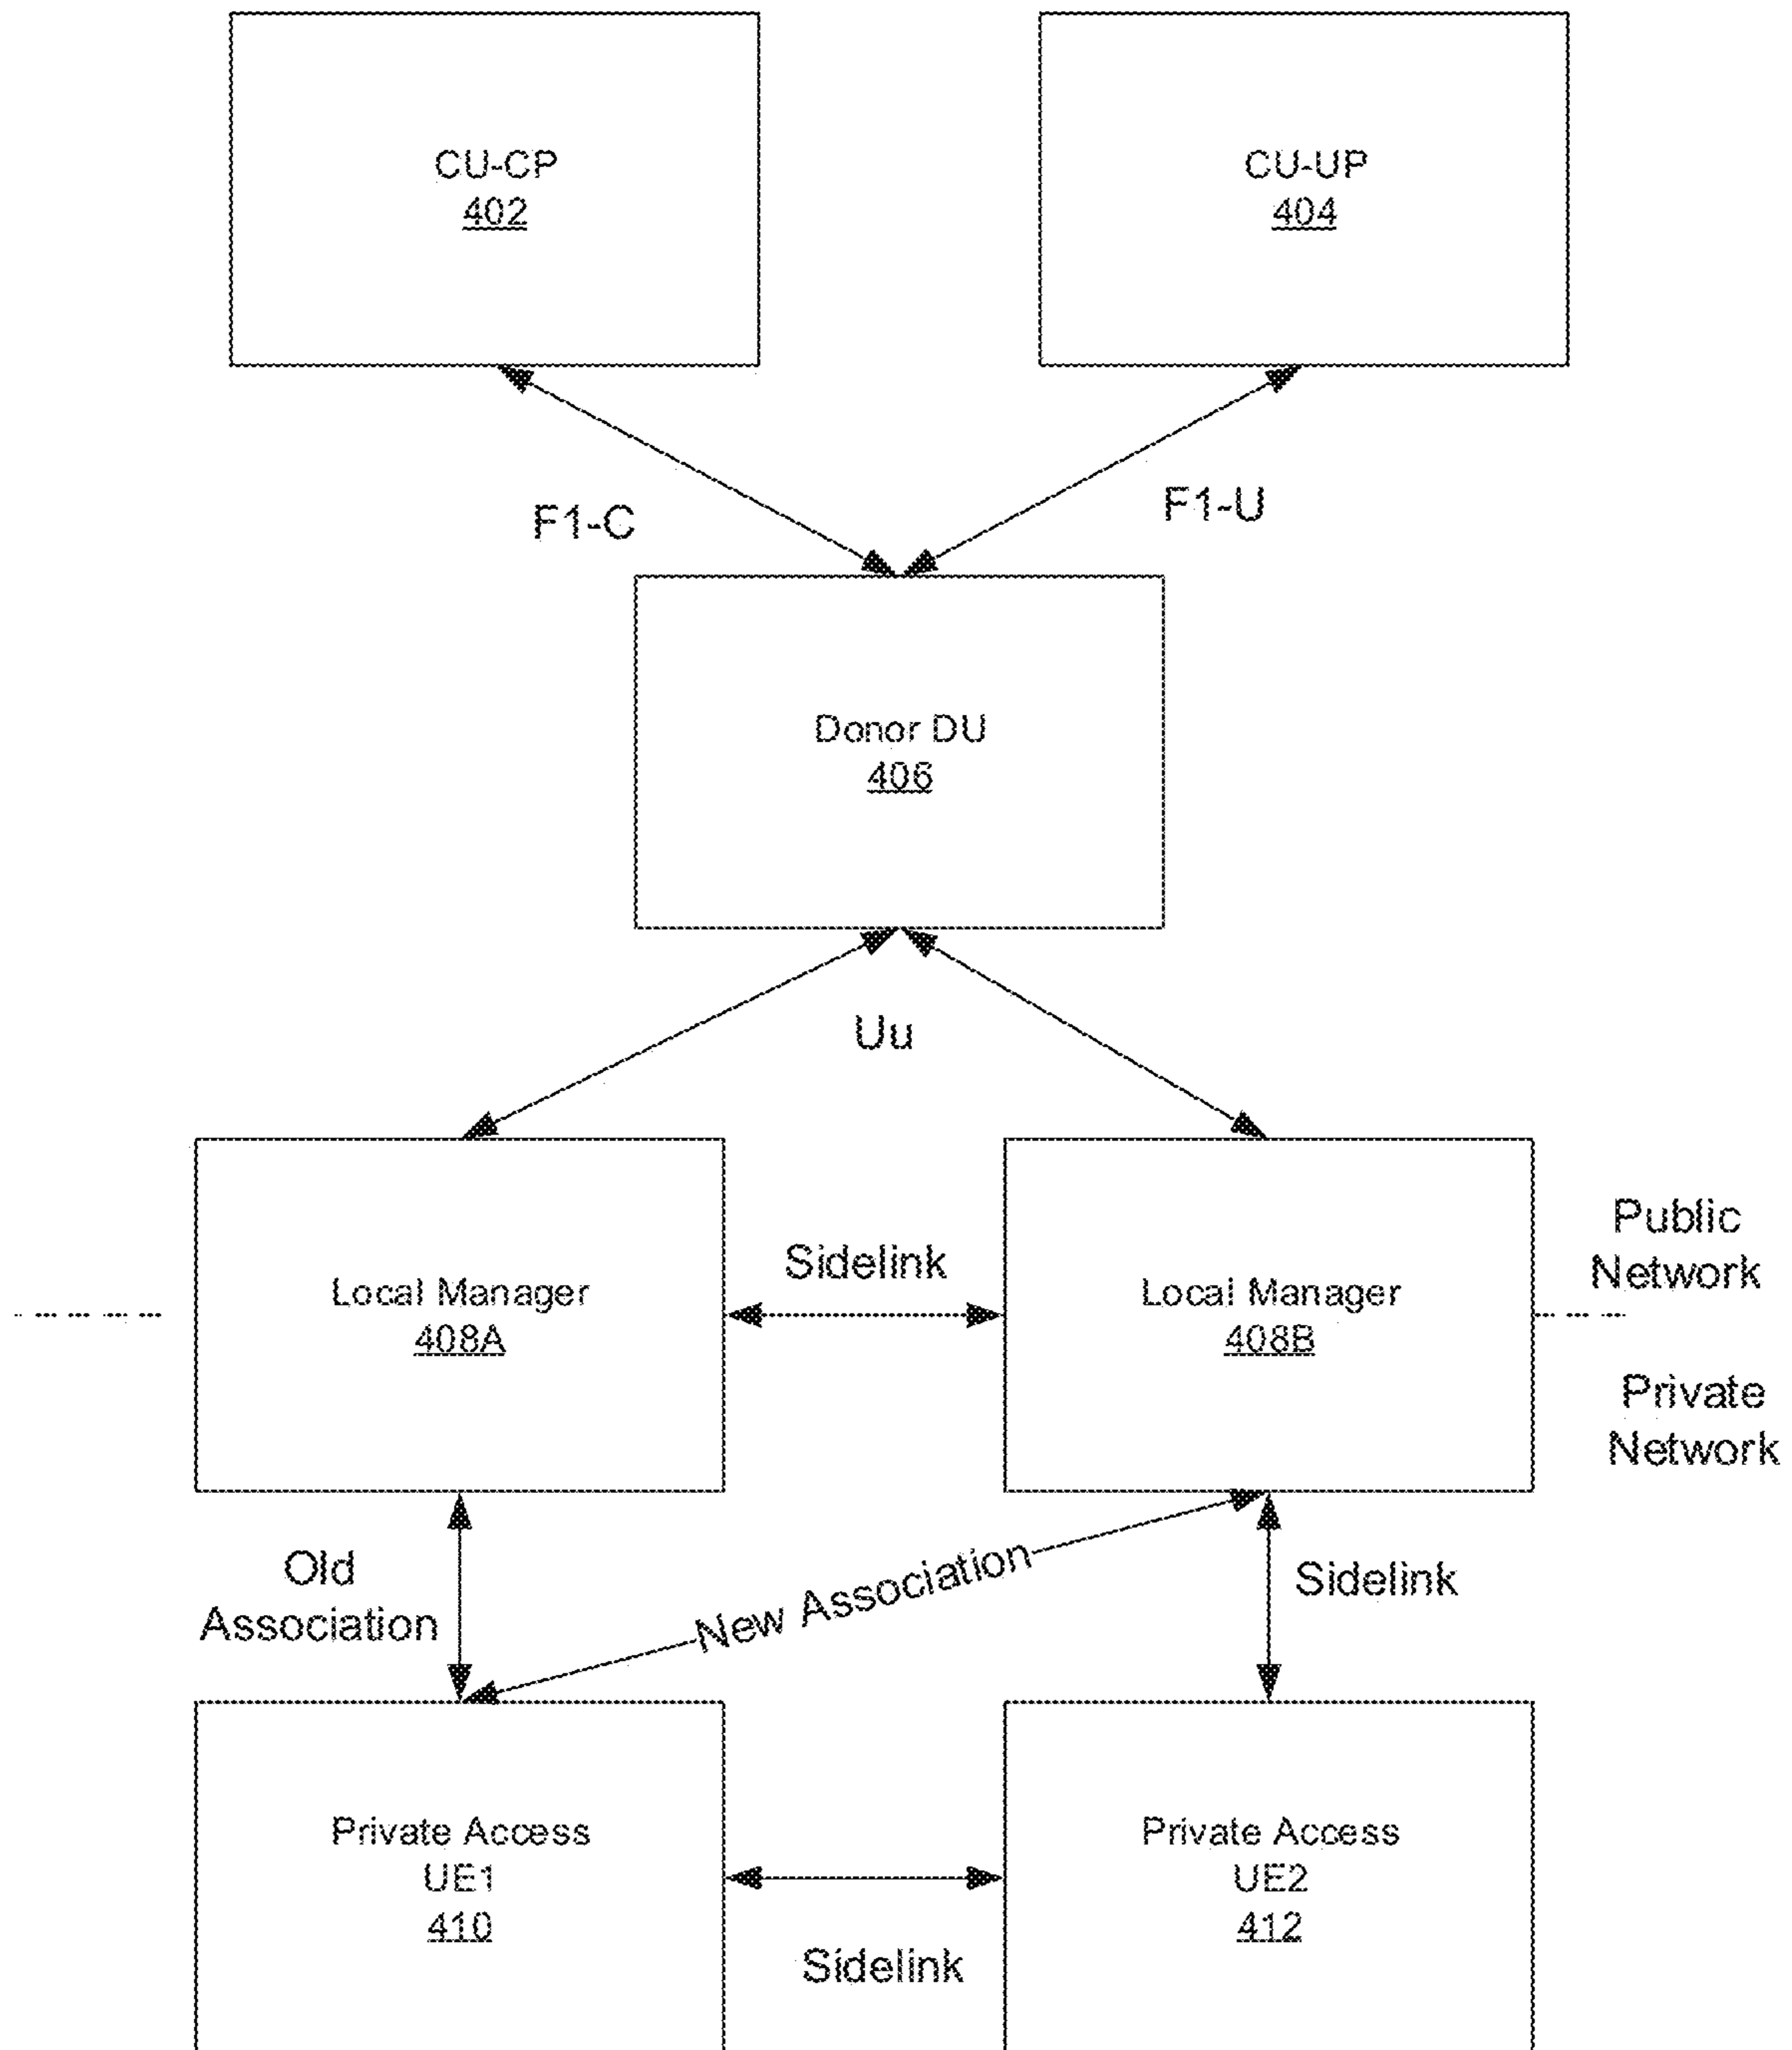 CU-CP
402
CU-UP
404
F1-C
F1-U
Donor DU
406
Uu
Local Manager
408A
Sidelink
Local Manager
408B
Public
Network
Private
Network
Old
Association
New Association
Sidelink
Private Access
UE1
410
Sidelink
Private Access
UE2
412